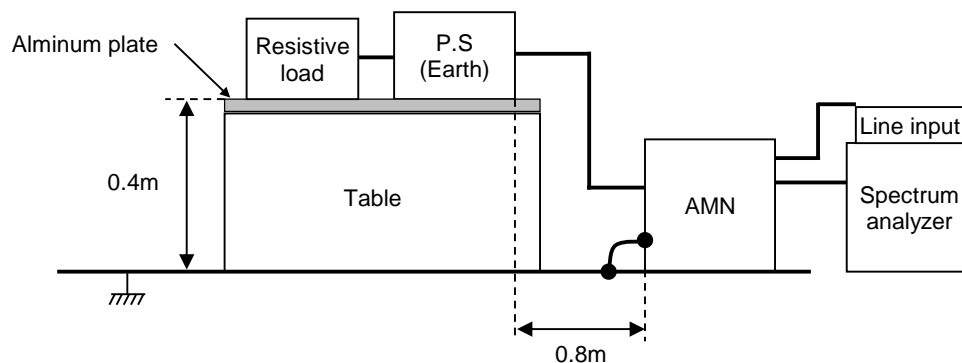 Alminum plate
Resistive
load
P.S
(Earth)
Line input
0.4m
Table
AMN
Spectrum
analyzer
0.8m